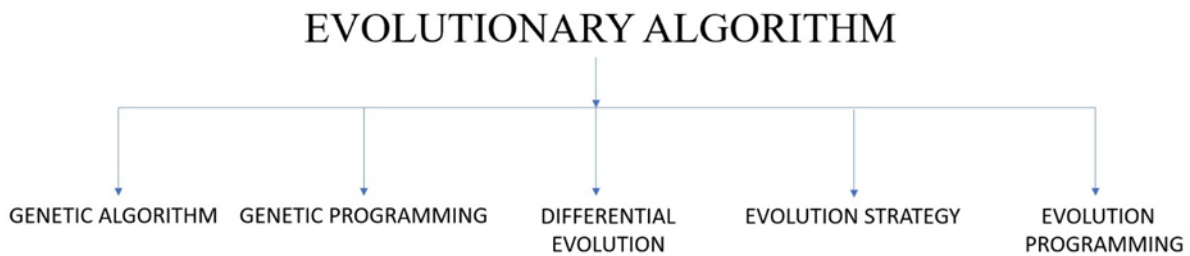 EVOLUTIONARY ALGORITHM
GENETIC ALGORITHM
GENETIC PROGRAMMING
DIFFERENTIAL
EVOLUTION
EVOLUTION STRATEGY
EVOLUTION
PROGRAMMING